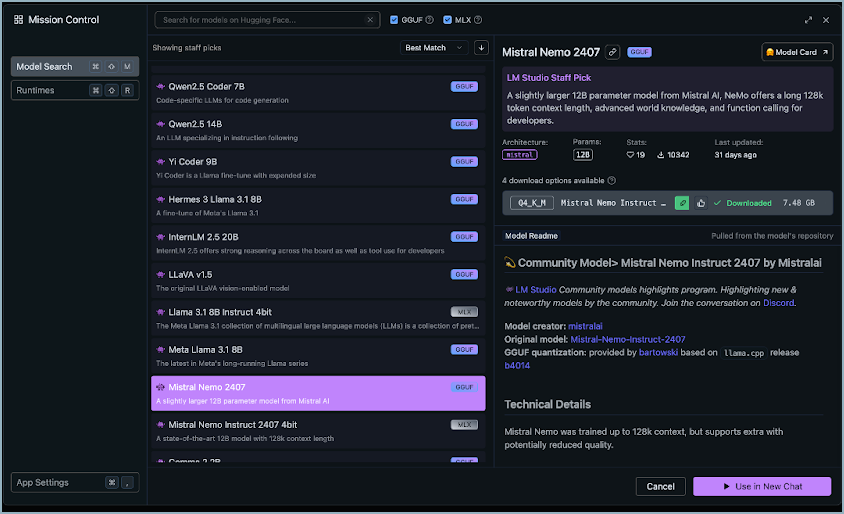 Mission Control
Model Search ⌘ ⇧ M
Runtimes ⌘ ⇧ R
App Settings ⌘ ,
Search for models on Hugging Face...
GGUF
MLX
Showing staff picks
Best Match
Qwen2.5 Coder 7B GGUF
Code-specific LLMs for code generation
Qwen2.5 14B GGUF
An LLM specializing in instruction following
Yi Coder 9B GGUF
Yi Coder is a Llama fine-tune with expanded size
Hermes 3 Llama 3.1 8B GGUF
A fine-tune of Meta's Llama 3.1
InternLM 2.5 20B GGUF
InternLM 2.5 offers strong reasoning across the board as well as tool use for developers
LLaVA v1.5 GGUF
The original LLaVA vision-enabled model
Llama 3.1 8B Instruct 4bit MLX
The Meta Llama 3.1 collection of multilingual large language models (LLMs) is a collection of pret...
Meta Llama 3.1 8B GGUF
The latest in Meta's long-running Llama series
Mistral Nemo 2407 GGUF
A slightly larger 12B parameter model from Mistral AI
Mistral Nemo Instruct 2407 4bit MLX
A state-of-the-art 12B model with 128k context length
Mistral Nemo 2407 GGUF
Model Card ↗
LM Studio Staff Pick
A slightly larger 12B parameter model from Mistral AI, NeMo offers a long 128k
token context length, advanced world knowledge, and function calling for
developers.
Architecture: Params: Stats: Last updated:
mistral 12B 19 10342 31 days ago
4 download options available
Q4_K_M Mistral Nemo Instruct … Downloaded 7.48 GB
Model Readme Pulled from the model's repository
💫 Community Model> Mistral Nemo Instruct 2407 by Mistralai
👾 LM Studio Community models highlights program. Highlighting new &
noteworthy models by the community. Join the conversation on Discord.
Model creator: mistralai
Original model: Mistral-Nemo-Instruct-2407
GGUF quantization: provided by bartowski based on llama.cpp release
b4014
Technical Details
Mistral Nemo was trained up to 128k context, but supports extra with
potentially reduced quality.
Cancel
Use in New Chat